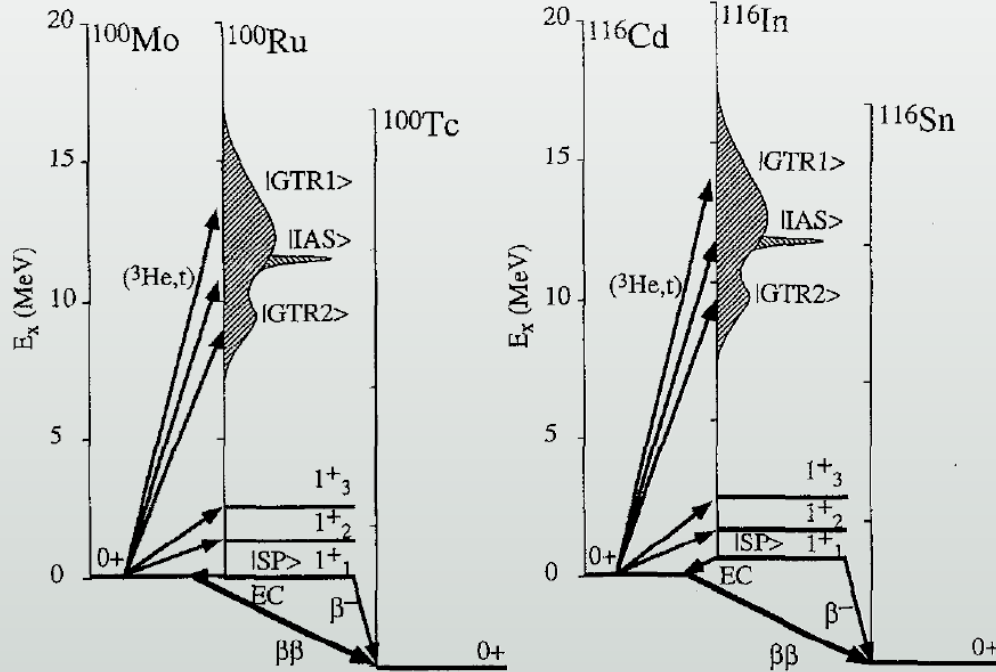 20
100Mo
100Ru
100Tc
15
|GTR1>
|IAS>
(3He,t)
10
|GTR2>
Ex (MeV)
5
1+3
1+2
0+
|SP> 1+1
0
EC
β−
ββ
0+
20
116Cd
116In
116Sn
15
|GTR1>
|IAS>
(3He,t)
10
|GTR2>
Ex (MeV)
5
1+3
1+2
0+
|SP> 1+1
0
EC
β−
ββ
0+